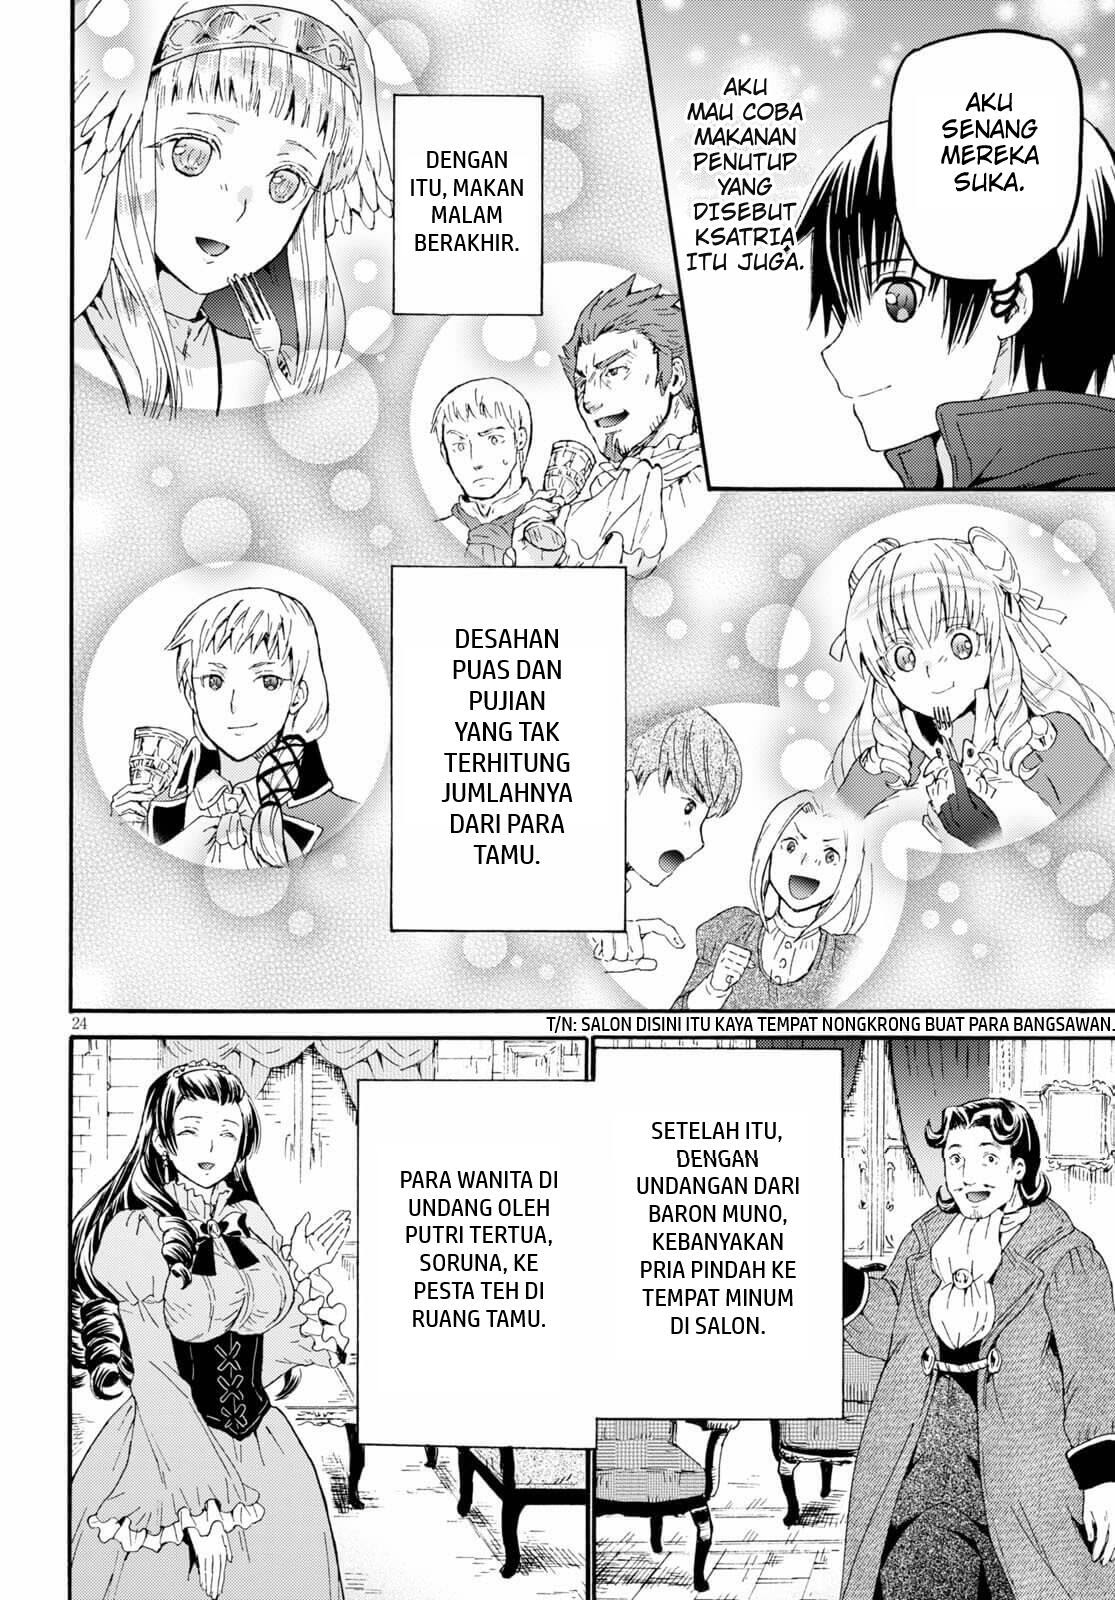 AKU
SENANG
MEREKA
SUKA.
AKU
MAU COBA
MAKANAN
PENUTUP
YANG
DISEBUT
KSATRIA
ITU JUGA.
DENGAN
ITU, MAKAN
MALAM
BERAKHIR.
DESAHAN
PUAS DAN
PUJIAN
YANG TAK
TERHITUNG
JUMLAHNYA
DARI PARA
TAMU.
24
T/N: SALON DISINI ITU KAYA TEMPAT NONGKRONG BUAT PARA BANGSAWAN.
SETELAH ITU,
DENGAN
UNDANGAN DARI
BARON MUNO,
KEBANYAKAN
PRIA PINDAH KE
TEMPAT MINUM
DI SALON.
PARA WANITA DI
UNDANG OLEH
PUTRI TERTUA,
SORUNA, KE
PESTA TEH DI
RUANG TAMU.